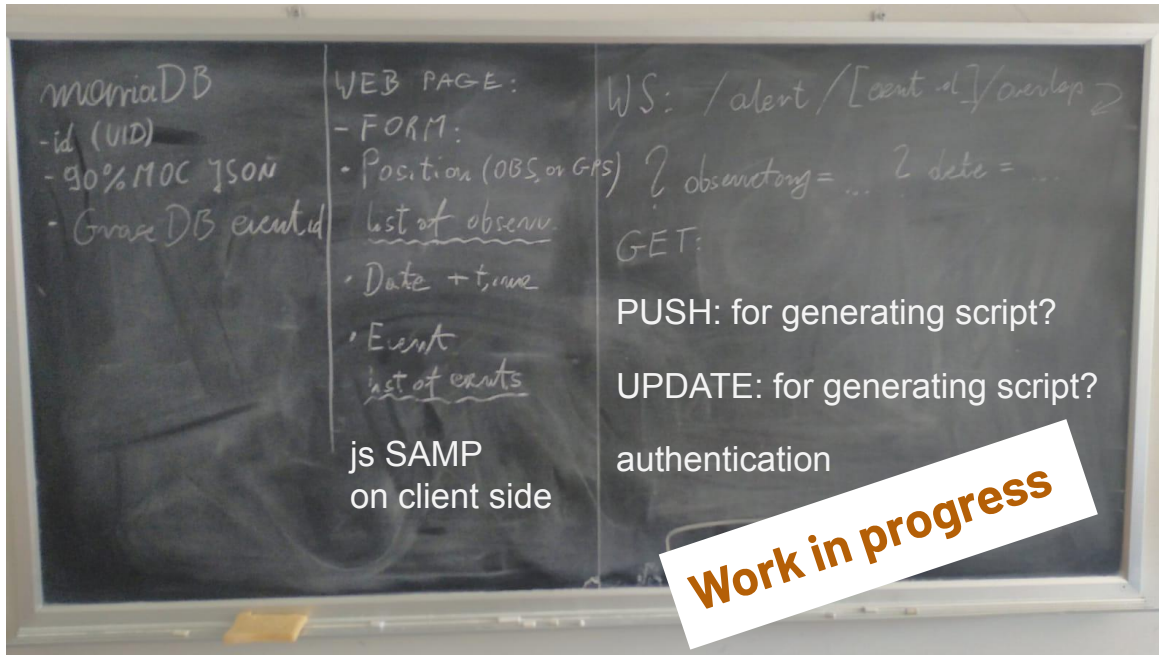 mariaDB
- id (UID)
- 90% MOC JSON
- GraceDB event id
WEB PAGE:
- FORM:
• Position (OBS, or GPS)
list of observ.
• Date + time
• Event
list of events
js SAMP
on client side
WS: /alert/[event id]/overlap
? observatory = ... ? date = ...
GET:
PUSH: for generating script?
UPDATE: for generating script?
authentication
Work in progress